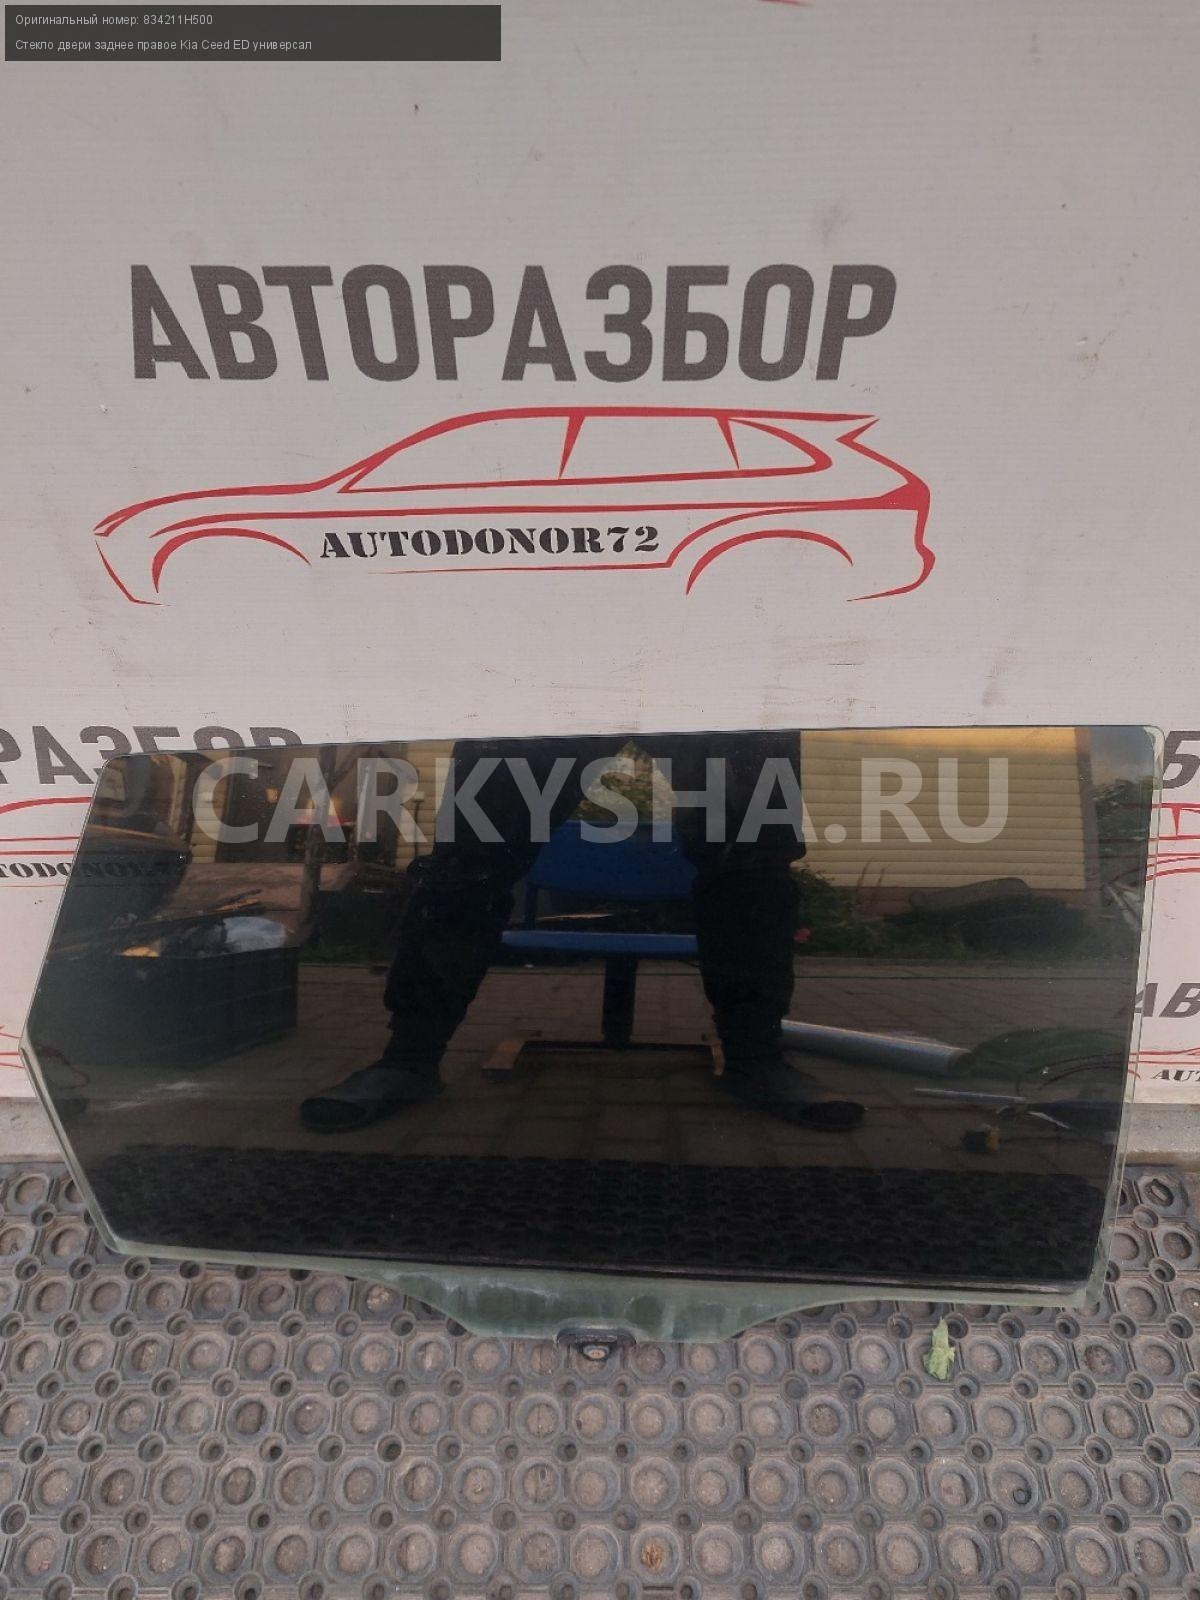 Оригинальный номер: 834211H500
Стекло двери заднее правое Kia Ceed ED универсал
АВТОРАЗБОР
AUTODONOR72
CARKYSHA.RU